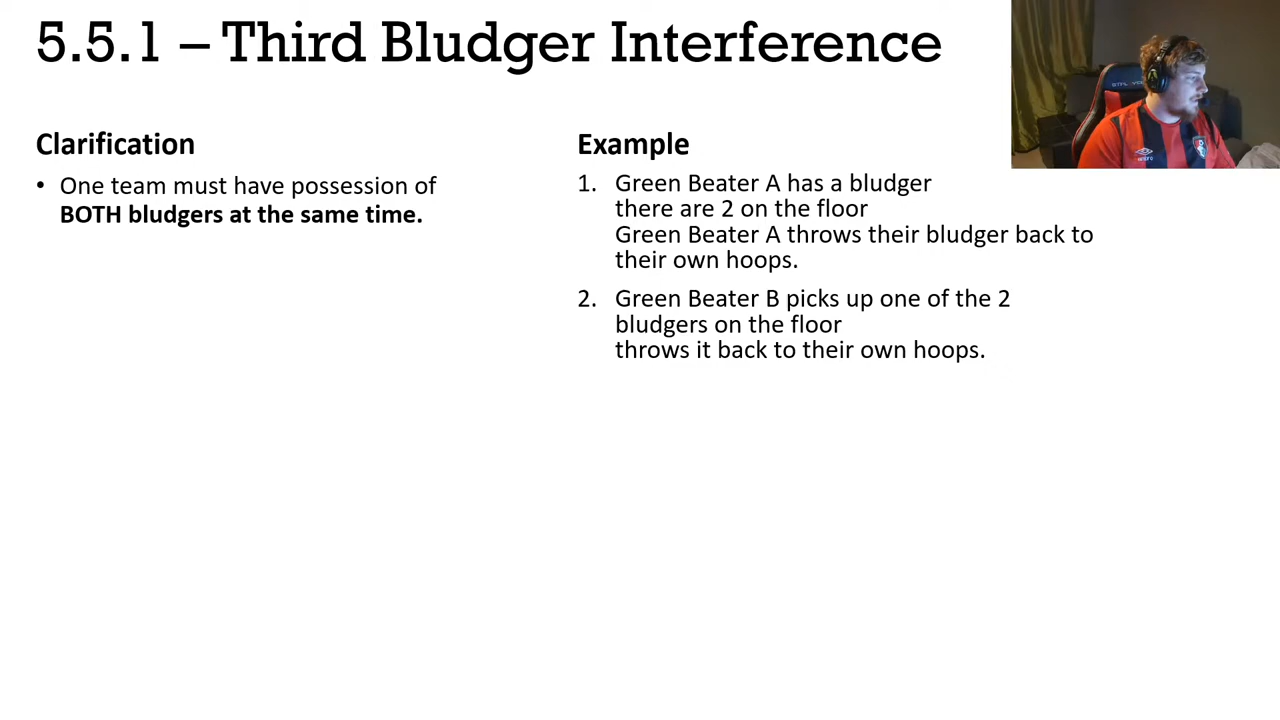 5.5.1 – Third Bludger Interference
Clarification
• One team must have possession of
BOTH bludgers at the same time.
Example
1. Green Beater A has a bludger
there are 2 on the floor
Green Beater A throws their bludger back to
their own hoops.
2. Green Beater B picks up one of the 2
bludgers on the floor
throws it back to their own hoops.
umbro